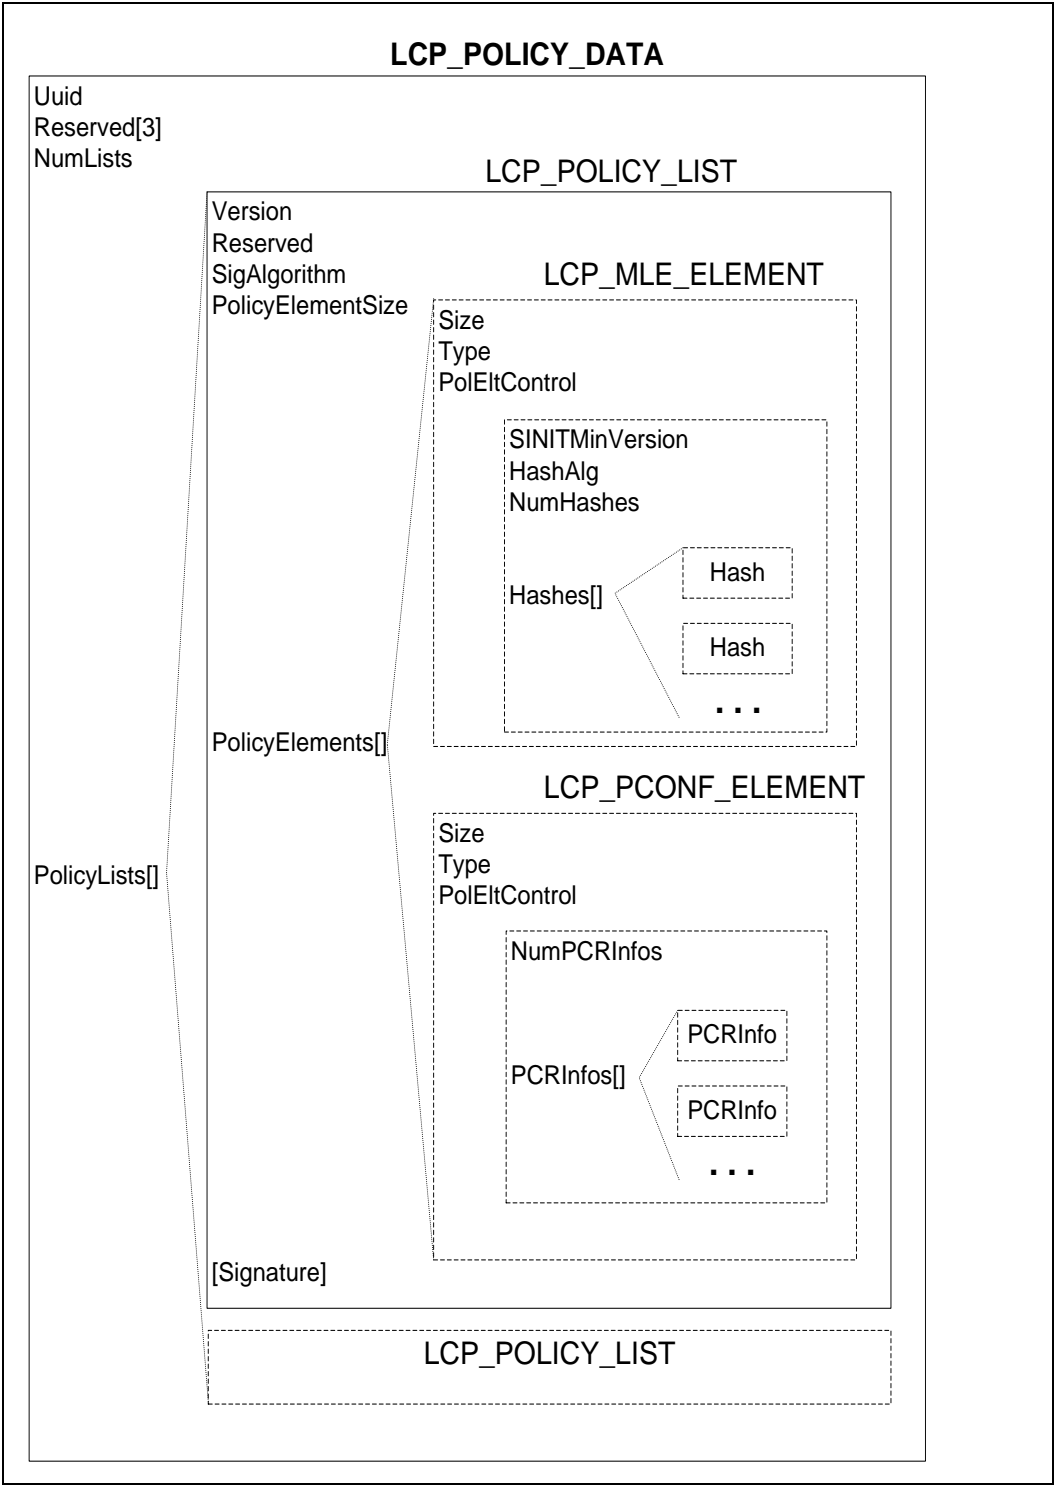 LCP_POLICY_DATA
Uuid
Reserved[3]
NumLists
LCP_POLICY_LIST
Version
Reserved
SigAlgorithm
PolicyElementSize
LCP_MLE_ELEMENT
Size
Type
PolEltControl
SINITMinVersion
HashAlg
NumHashes
Hash
Hashes[]
Hash
. . .
PolicyElements[]
LCP_PCONF_ELEMENT
Size
Type
PolEltControl
PolicyLists[]
NumPCRInfos
PCRInfo
PCRInfos[]
PCRInfo
. . .
[Signature]
LCP_POLICY_LIST